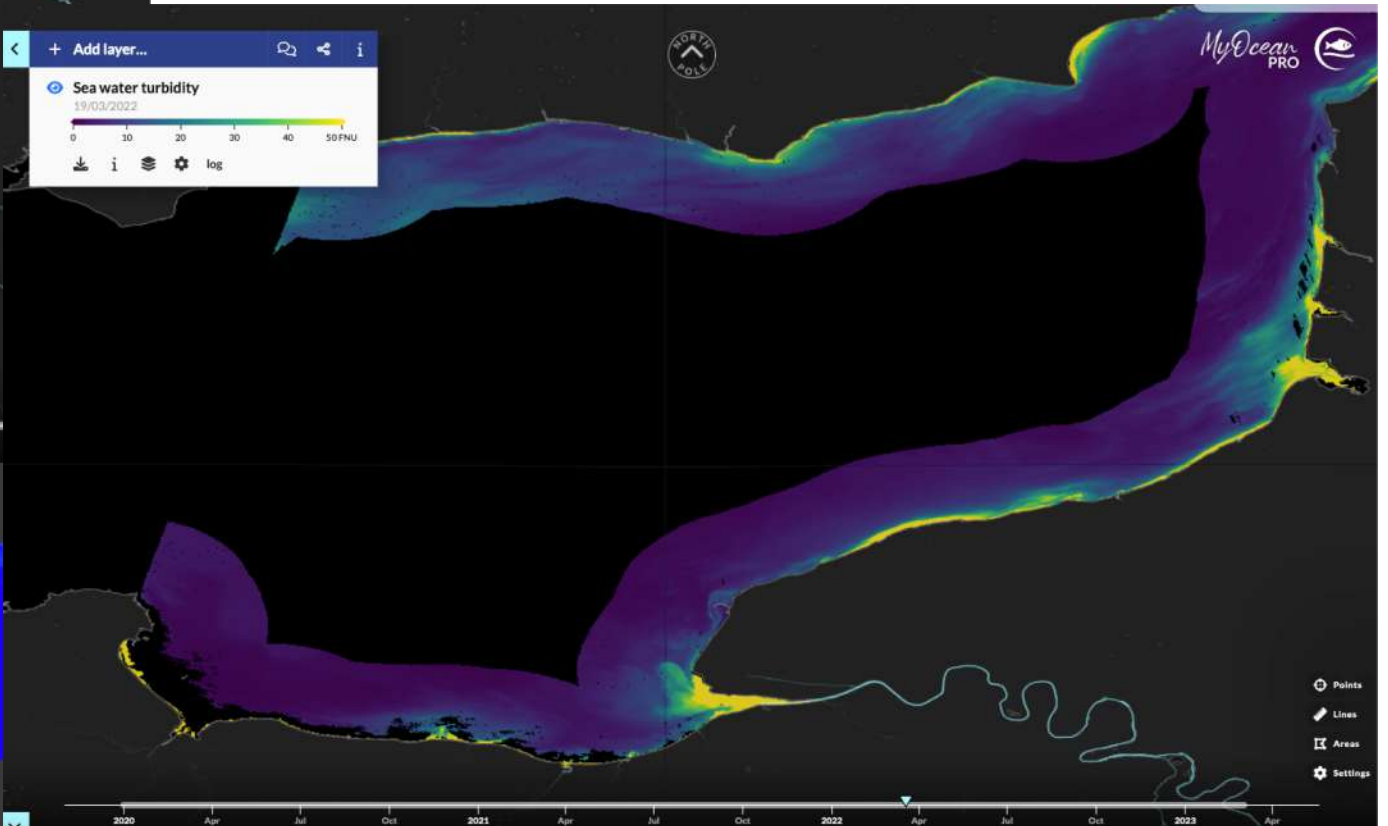 + Add layer...
i
Sea water turbidity
19/03/2022
0 10 20 30 40 50 FNU
i log
NORTH
POLE
MyOcean
PRO
Points
Lines
Areas
Settings
2020 Apr Jul Oct 2021 Apr Jul Oct 2022 Apr Jul Oct 2023 Apr